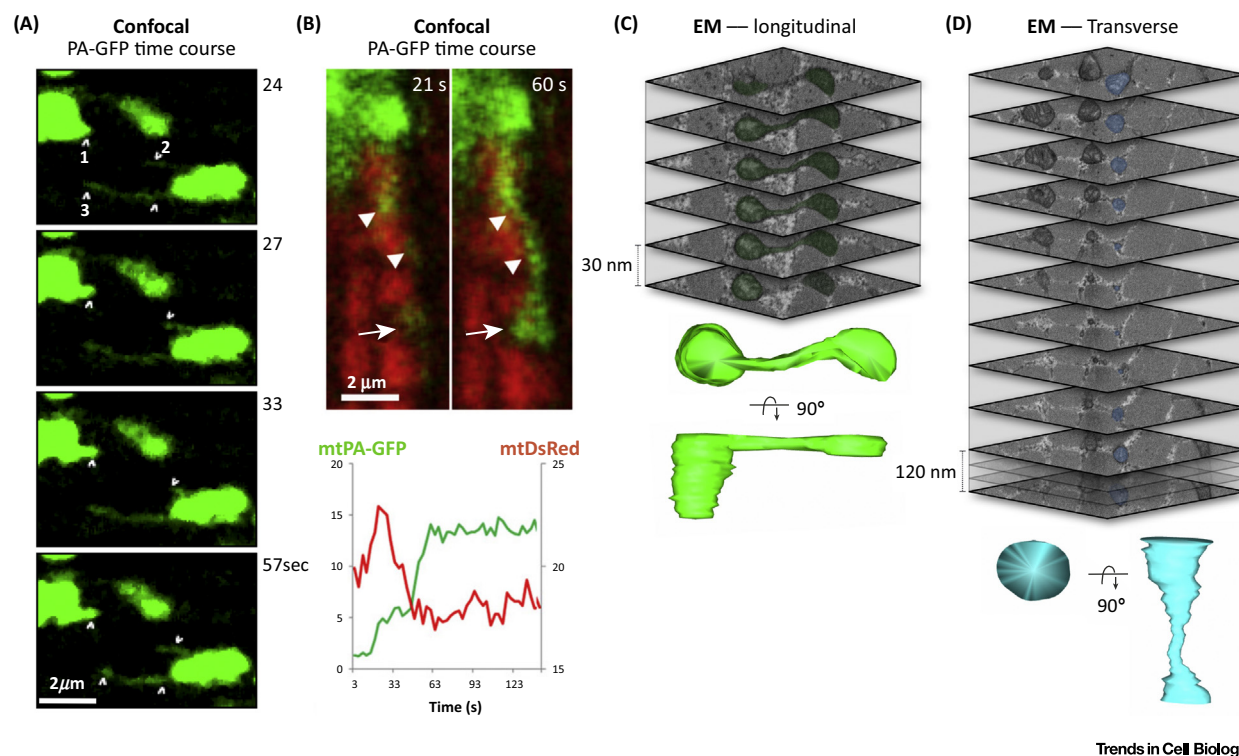 (A)
Confocal
PA-GFP time course
24
1
2
3
27
33
57sec
2μm
(B)
Confocal
PA-GFP time course
21 s
60 s
2 μm
mtPA-GFP
mtDsRed
20
15
10
5
0
25
20
15
3
33
63
93
123
Time (s)
(C)
EM — longitudinal
30 nm
90°
(D)
EM — Transverse
120 nm
90°
Trends in Cell Biolog